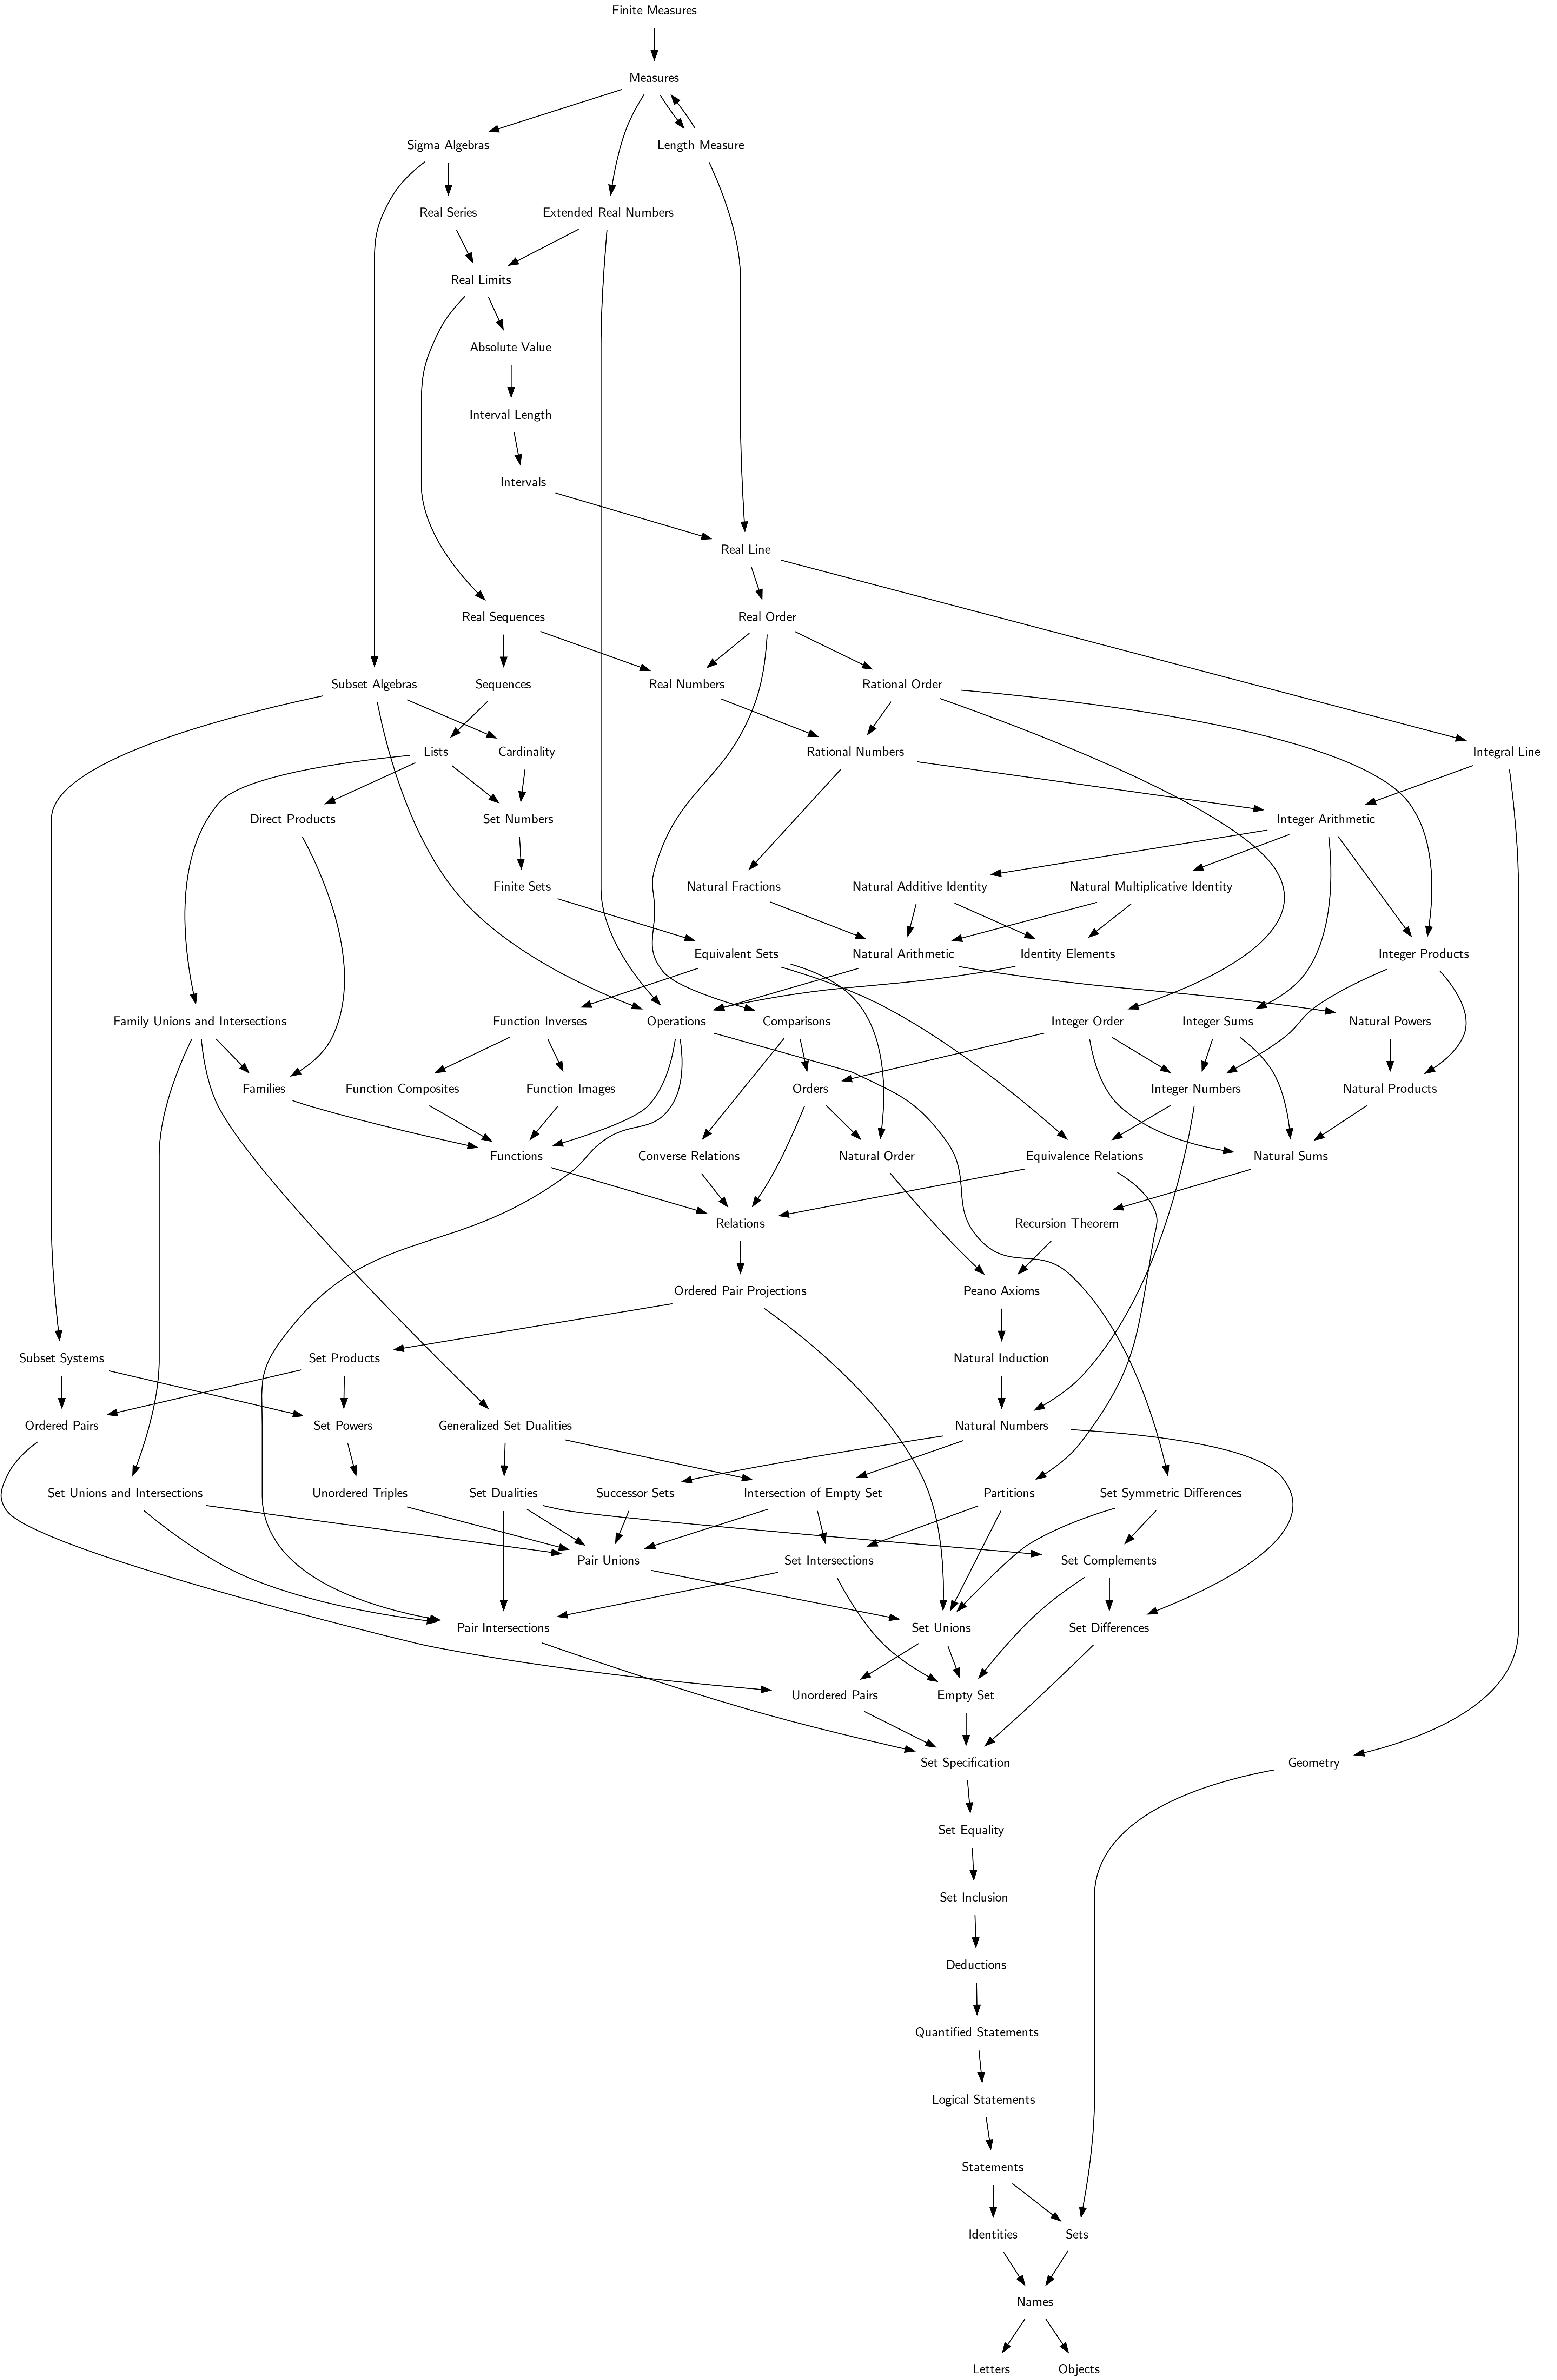 Finite Measures
Measures
Sigma Algebras
Length Measure
Real Series
Extended Real Numbers
Real Limits
Absolute Value
Interval Length
Intervals
Real Line
Real Sequences
Real Order
Subset Algebras
Sequences
Real Numbers
Rational Order
Lists
Cardinality
Rational Numbers
Integral Line
Direct Products
Set Numbers
Integer Arithmetic
Finite Sets
Natural Fractions
Natural Additive Identity
Natural Multiplicative Identity
Equivalent Sets
Natural Arithmetic
Identity Elements
Integer Products
Family Unions and Intersections
Function Inverses
Operations
Comparisons
Integer Order
Integer Sums
Natural Powers
Families
Function Composites
Function Images
Orders
Integer Numbers
Natural Products
Functions
Converse Relations
Natural Order
Equivalence Relations
Natural Sums
Relations
Recursion Theorem
Ordered Pair Projections
Peano Axioms
Subset Systems
Set Products
Natural Induction
Ordered Pairs
Set Powers
Generalized Set Dualities
Natural Numbers
Set Unions and Intersections
Unordered Triples
Set Dualities
Successor Sets
Intersection of Empty Set
Partitions
Set Symmetric Differences
Pair Unions
Set Intersections
Set Complements
Pair Intersections
Set Unions
Set Differences
Unordered Pairs
Empty Set
Set Specification
Geometry
Set Equality
Set Inclusion
Deductions
Quantified Statements
Logical Statements
Statements
Identities
Sets
Names
Letters
Objects